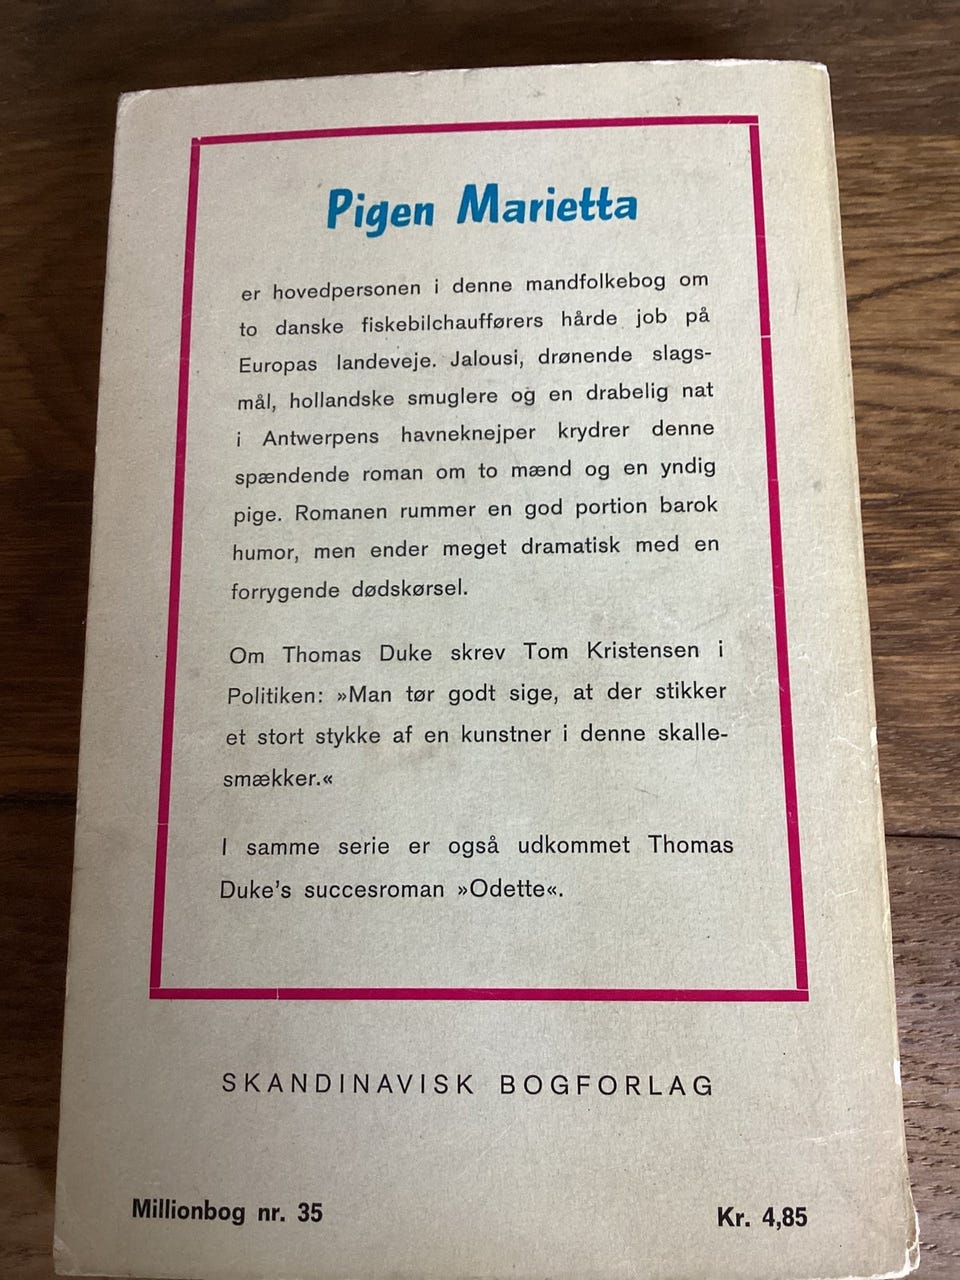 Pigen Marietta
er hovedpersonen i denne mandfolkebog om
to danske fiskebilchaufførers hårde job på
Europas landeveje. Jalousi, drønende slags-
mål, hollandske smuglere og en drabelig nat
i Antwerpens havneknejper krydrer denne
spændende roman om to mænd og en yndig
pige. Romanen rummer en god portion barok
humor, men ender meget dramatisk med en
forrygende dødskørsel.
Om Thomas Duke skrev Tom Kristensen i
Politiken: »Man tør godt sige, at der stikker
et stort stykke af en kunstner i denne skalle-
smækker.«
I samme serie er også udkommet Thomas
Duke's succesroman »Odette«.
SKANDINAVISK BOGFORLAG
Millionbog nr. 35
Kr. 4,85